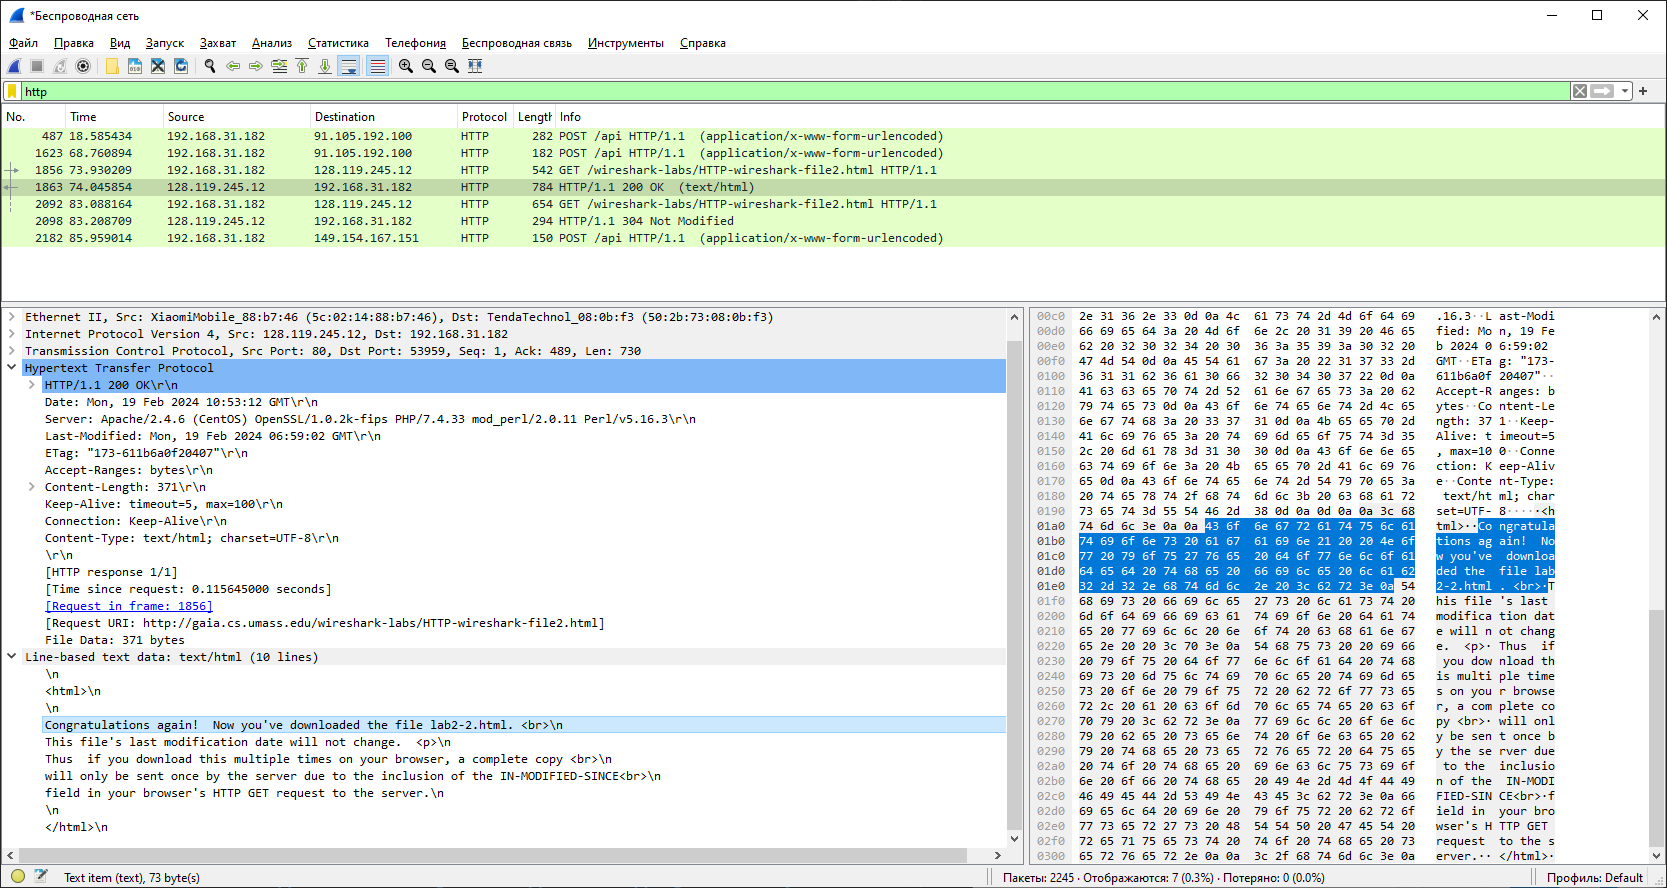 *Беспроводная сеть
Файл Правка Вид Запуск Захват Анализ Статистика Телефония Беспроводная связь Инструменты Справка
http
No. Time Source Destination Protocol Length Info
487 18.585434 192.168.31.182 91.105.192.100 HTTP 282 POST /api HTTP/1.1  (application/x-www-form-urlencoded)
1623 68.760894 192.168.31.182 91.105.192.100 HTTP 182 POST /api HTTP/1.1  (application/x-www-form-urlencoded)
1856 73.930209 192.168.31.182 128.119.245.12 HTTP 542 GET /wireshark-labs/HTTP-wireshark-file2.html HTTP/1.1
1863 74.045854 128.119.245.12 192.168.31.182 HTTP 784 HTTP/1.1 200 OK  (text/html)
2092 83.088164 192.168.31.182 128.119.245.12 HTTP 654 GET /wireshark-labs/HTTP-wireshark-file2.html HTTP/1.1
2098 83.208709 128.119.245.12 192.168.31.182 HTTP 294 HTTP/1.1 304 Not Modified
2182 85.959014 192.168.31.182 149.154.167.151 HTTP 150 POST /api HTTP/1.1  (application/x-www-form-urlencoded)
Ethernet II, Src: XiaomiMobile_88:b7:46 (5c:02:14:88:b7:46), Dst: TendaTechnol_08:0b:f3 (50:2b:73:08:0b:f3)
Internet Protocol Version 4, Src: 128.119.245.12, Dst: 192.168.31.182
Transmission Control Protocol, Src Port: 80, Dst Port: 53959, Seq: 1, Ack: 489, Len: 730
Hypertext Transfer Protocol
HTTP/1.1 200 OK\r\n
Date: Mon, 19 Feb 2024 10:53:12 GMT\r\n
Server: Apache/2.4.6 (CentOS) OpenSSL/1.0.2k-fips PHP/7.4.33 mod_perl/2.0.11 Perl/v5.16.3\r\n
Last-Modified: Mon, 19 Feb 2024 06:59:02 GMT\r\n
ETag: "173-611b6a0f20407"\r\n
Accept-Ranges: bytes\r\n
Content-Length: 371\r\n
Keep-Alive: timeout=5, max=100\r\n
Connection: Keep-Alive\r\n
Content-Type: text/html; charset=UTF-8\r\n
\r\n
[HTTP response 1/1]
[Time since request: 0.115645000 seconds]
[Request in frame: 1856]
[Request URI: http://gaia.cs.umass.edu/wireshark-labs/HTTP-wireshark-file2.html]
File Data: 371 bytes
Line-based text data: text/html (10 lines)
\n
<html>\n
\n
Congratulations again!  Now you've downloaded the file lab2-2.html. <br>\n
This file's last modification date will not change.  <p>\n
Thus  if you download this multiple times on your browser, a complete copy <br>\n
will only be sent once by the server due to the inclusion of the IN-MODIFIED-SINCE<br>\n
field in your browser's HTTP GET request to the server.\n
\n
</html>\n
00c0 2e 31 36 2e 33 0d 0a 4c 61 73 74 2d 4d 6f 64 69 .16.3··L ast-Modi
00d0 66 69 65 64 3a 20 4d 6f 6e 2c 20 31 39 20 46 65 fied: Mo n, 19 Fe
00e0 62 20 32 30 32 34 20 30 36 3a 35 39 3a 30 32 20 b 2024 0 6:59:02
00f0 47 4d 54 0d 0a 45 54 61 67 3a 20 22 31 37 33 2d GMT··ETa g: "173-
0100 36 31 31 62 36 61 30 66 32 30 34 30 37 22 0d 0a 611b6a0f 20407"··
0110 41 63 63 65 70 74 2d 52 61 6e 67 65 73 3a 20 62 Accept-R anges: b
0120 79 74 65 73 0d 0a 43 6f 6e 74 65 6e 74 2d 4c 65 ytes··Co ntent-Le
0130 6e 67 74 68 3a 20 33 37 31 0d 0a 4b 65 65 70 2d ngth: 37 1··Keep-
0140 41 6c 69 76 65 3a 20 74 69 6d 65 6f 75 74 3d 35 Alive: t imeout=5
0150 2c 20 6d 61 78 3d 31 30 30 0d 0a 43 6f 6e 6e 65 , max=10 0··Conne
0160 63 74 69 6f 6e 3a 20 4b 65 65 70 2d 41 6c 69 76 ction: K eep-Aliv
0170 65 0d 0a 43 6f 6e 74 65 6e 74 2d 54 79 70 65 3a e··Conte nt-Type:
0180 20 74 65 78 74 2f 68 74 6d 6c 3b 20 63 68 61 72  text/ht ml; char
0190 73 65 74 3d 55 54 46 2d 38 0d 0a 0d 0a 0a 3c 68 set=UTF- 8·····<h
01a0 74 6d 6c 3e 0a 0a 43 6f 6e 67 72 61 74 75 6c 61 tml>··Co ngratula
01b0 74 69 6f 6e 73 20 61 67 61 69 6e 21 20 20 4e 6f tions ag ain!  No
01c0 77 20 79 6f 75 27 76 65 20 64 6f 77 6e 6c 6f 61 w you've  downloa
01d0 64 65 64 20 74 68 65 20 66 69 6c 65 20 6c 61 62 ded the  file lab
01e0 32 2d 32 2e 68 74 6d 6c 2e 20 3c 62 72 3e 0a 54 2-2.html . <br>·T
01f0 68 69 73 20 66 69 6c 65 27 73 20 6c 61 73 74 20 his file 's last
0200 6d 6f 64 69 66 69 63 61 74 69 6f 6e 20 64 61 74 modifica tion dat
0210 65 20 77 69 6c 6c 20 6e 6f 74 20 63 68 61 6e 67 e will n ot chang
0220 65 2e 20 20 3c 70 3e 0a 54 68 75 73 20 20 69 66 e.  <p>· Thus  if
0230 20 79 6f 75 20 64 6f 77 6e 6c 6f 61 64 20 74 68  you dow nload th
0240 69 73 20 6d 75 6c 74 69 70 6c 65 20 74 69 6d 65 is multi ple time
0250 73 20 6f 6e 20 79 6f 75 72 20 62 72 6f 77 73 65 s on you r browse
0260 72 2c 20 61 20 63 6f 6d 70 6c 65 74 65 20 63 6f r, a com plete co
0270 70 79 20 3c 62 72 3e 0a 77 69 6c 6c 20 6f 6e 6c py <br>· will onl
0280 79 20 62 65 20 73 65 6e 74 20 6f 6e 63 65 20 62 y be sen t once b
0290 79 20 74 68 65 20 73 65 72 76 65 72 20 64 75 65 y the se rver due
02a0 20 74 6f 20 74 68 65 20 69 6e 63 6c 75 73 69 6f  to the  inclusio
02b0 6e 20 6f 66 20 74 68 65 20 49 4e 2d 4d 4f 44 49 n of the  IN-MODI
02c0 46 49 45 44 2d 53 49 4e 43 45 3c 62 72 3e 0a 66 FIED-SIN CE<br>·f
02d0 69 65 6c 64 20 69 6e 20 79 6f 75 72 20 62 72 6f ield in  your bro
02e0 77 73 65 72 27 73 20 48 54 54 50 20 47 45 54 20 wser's H TTP GET
02f0 72 65 71 75 65 73 74 20 74 6f 20 74 68 65 20 73 request  to the s
0300 65 72 76 65 72 2e 0a 0a 3c 2f 68 74 6d 6c 3e 0a erver.·· </html>·
Text item (text), 73 byte(s)
Пакеты: 2245 · Отображаются: 7 (0.3%) · Потеряно: 0 (0.0%)
Профиль: Default